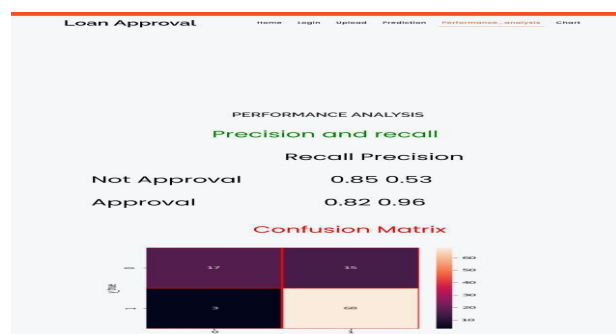 Loan Approval Home Login Upload Prediction Performance_analysis Chart
PERFORMANCE ANALYSIS
Precision and recall
Recall Precision
Not Approval 0.85 0.53
Approval 0.82 0.96
Confusion Matrix
0 17 15
1 3 68
60
50
40
30
20
10
0 1